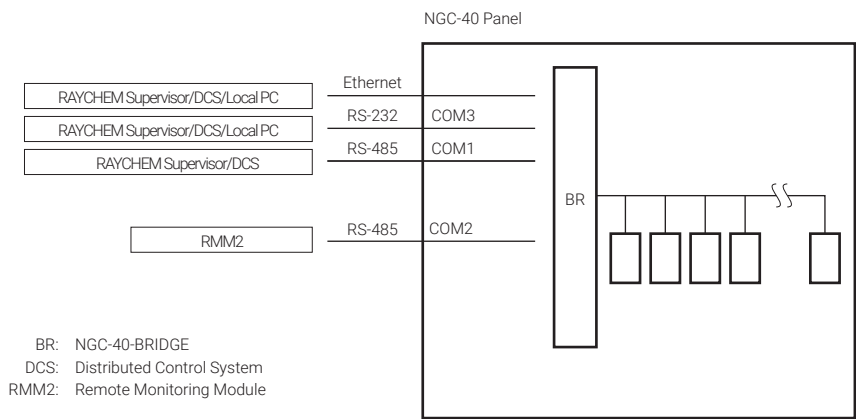 NGC-40 Panel
Ethernet
RAYCHEM Supervisor/DCS/Local PC
RS-232 COM3
RAYCHEM Supervisor/DCS/Local PC
RS-485 COM1
RAYCHEM Supervisor/DCS
BR
RS-485 COM2
RMM2
BR: NGC-40-BRIDGE
DCS: Distributed Control System
RMM2: Remote Monitoring Module